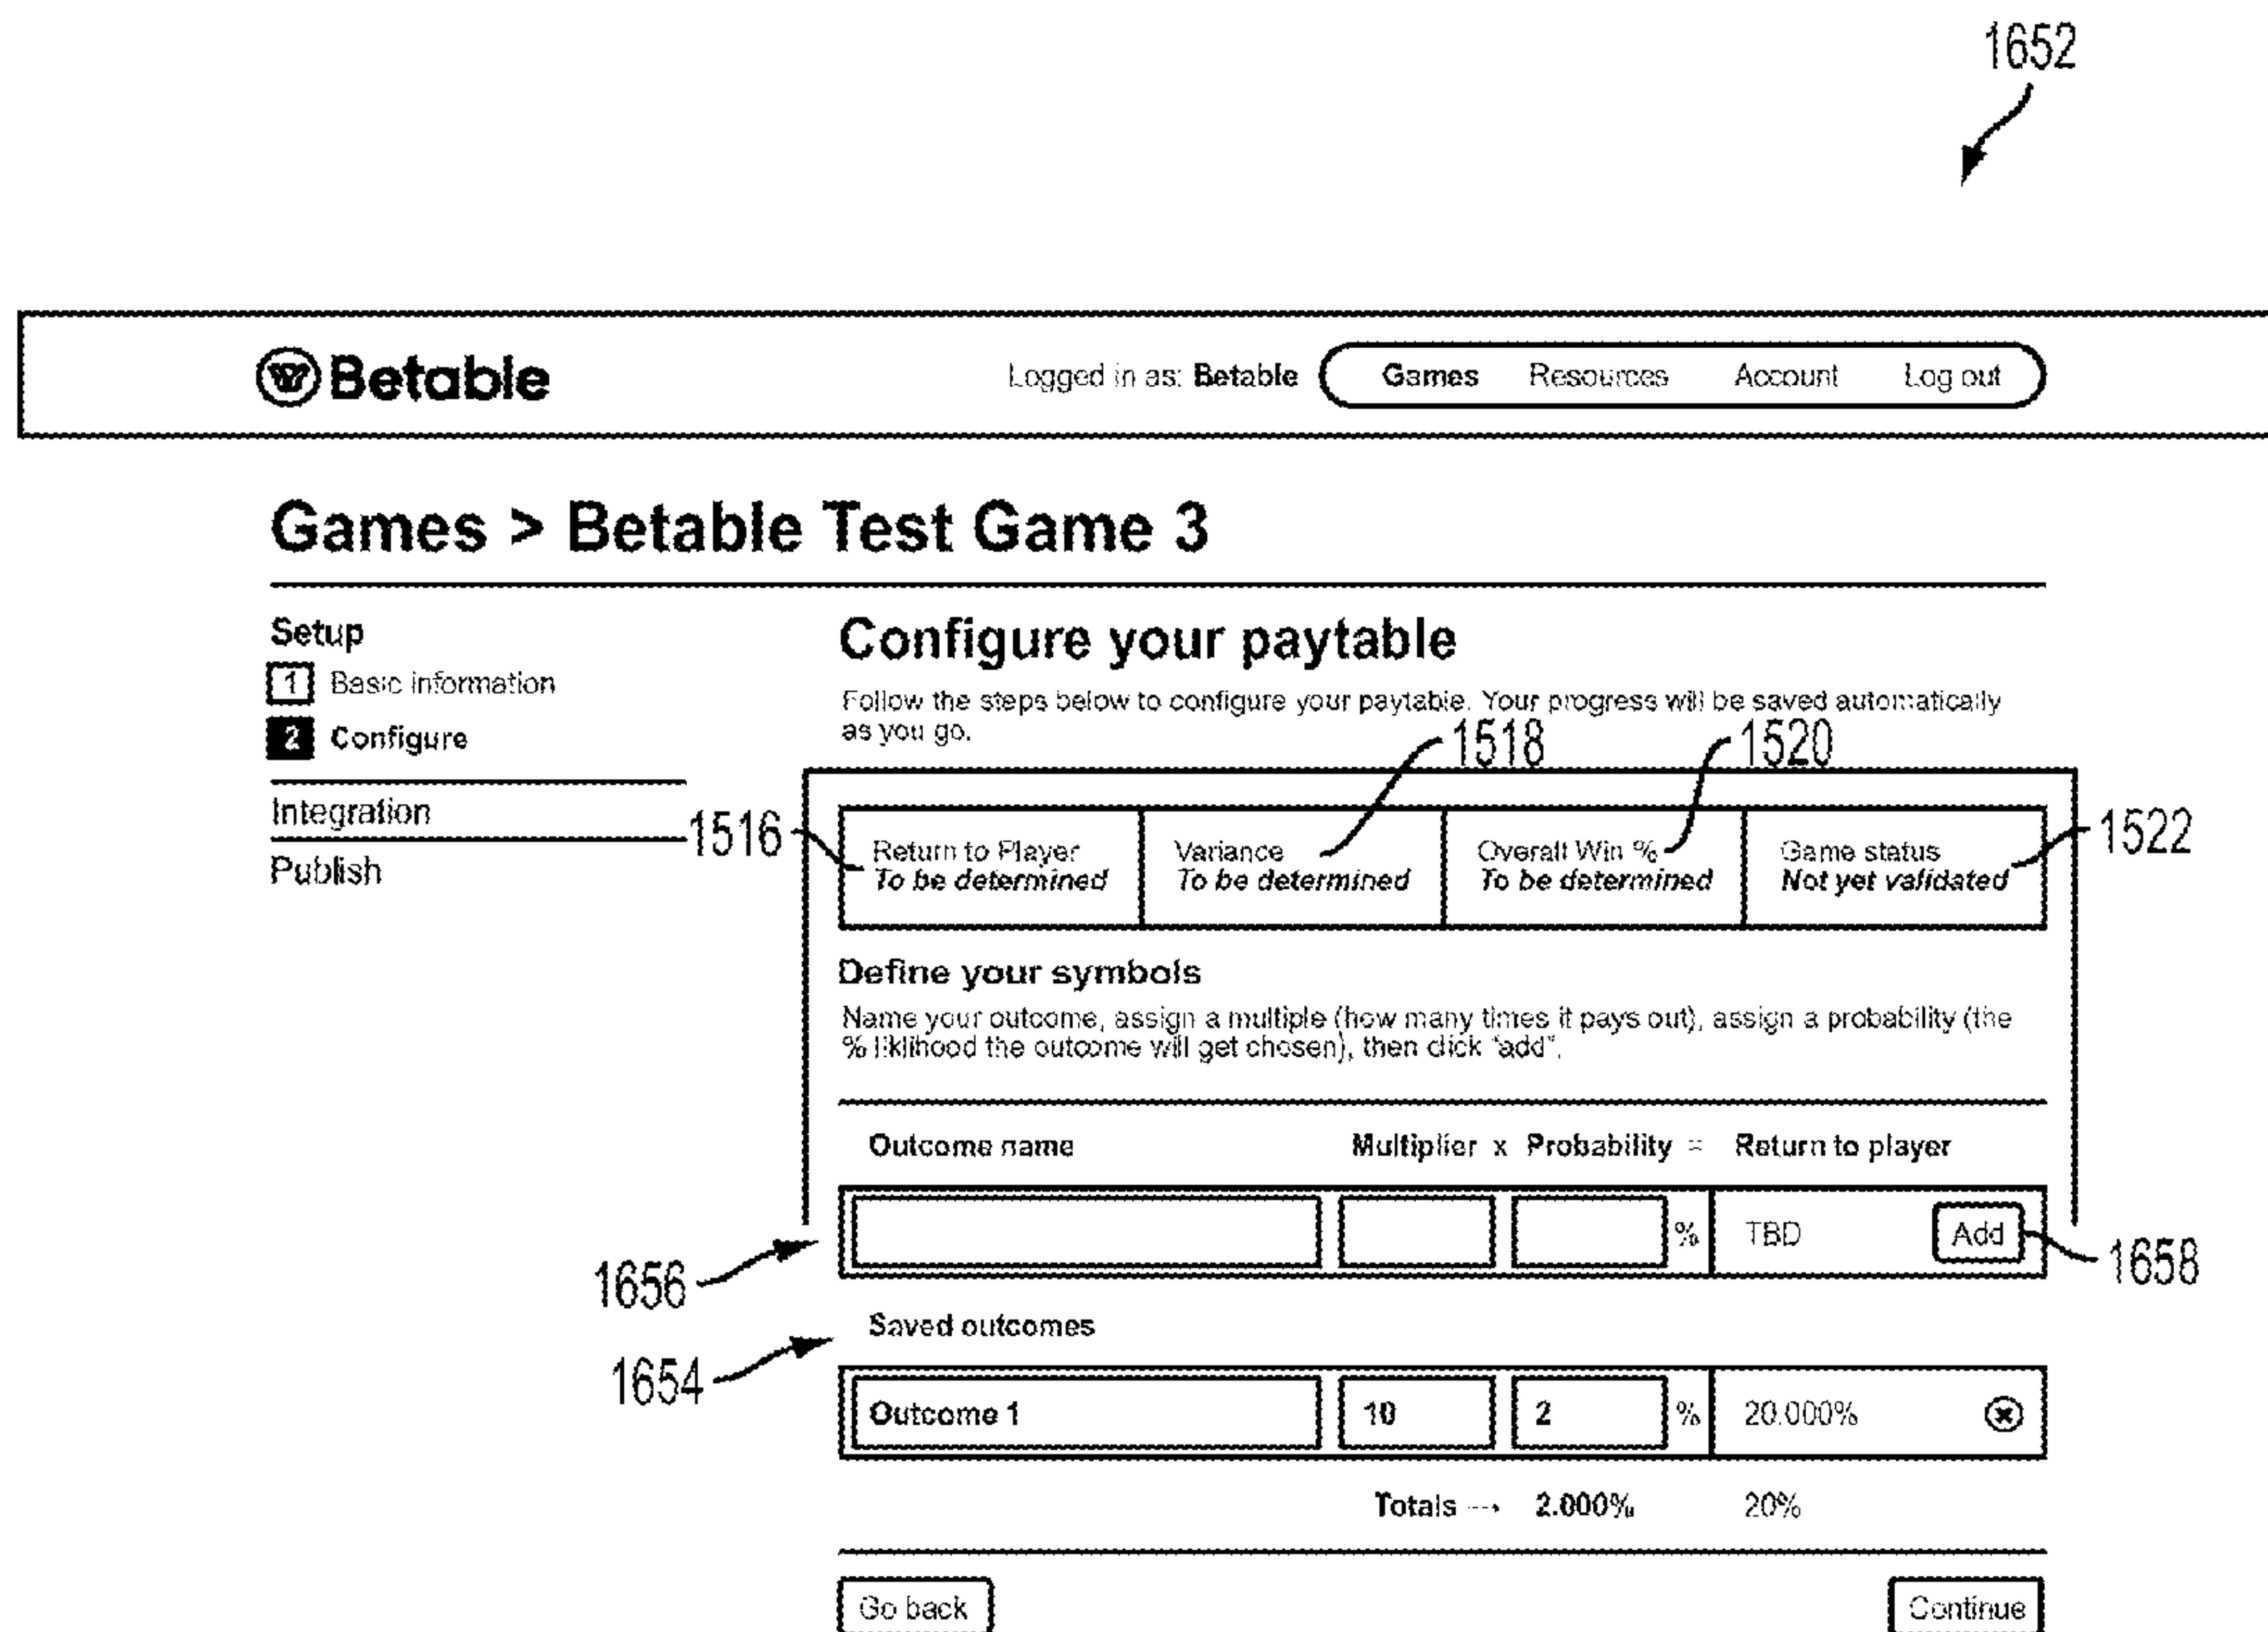 1652
Betable
Logged in as: Betable Games Resources Account Log out
Games > Betable Test Game 3
Setup
1 Basic information
2 Configure
Integration
Publish
Configure your paytable
Follow the steps below to configure your paytable. Your progress will be saved automatically
as you go.
1518 1520
1516
1522
Return to Player Variance Overall Win % Game status
To be determined To be determined To be determined Not yet validated
Define your symbols
Name your outcome, assign a multiple (how many times it pays out), assign a probability (the
% liklihood the outcome will get chosen), then click "add".
Outcome name Multiplier x Probability = Return to player
% TBD Add
1656
1658
Saved outcomes
1654
Outcome 1 10 2 % 20.000%
Totals → 2.000% 20%
Go back Continue